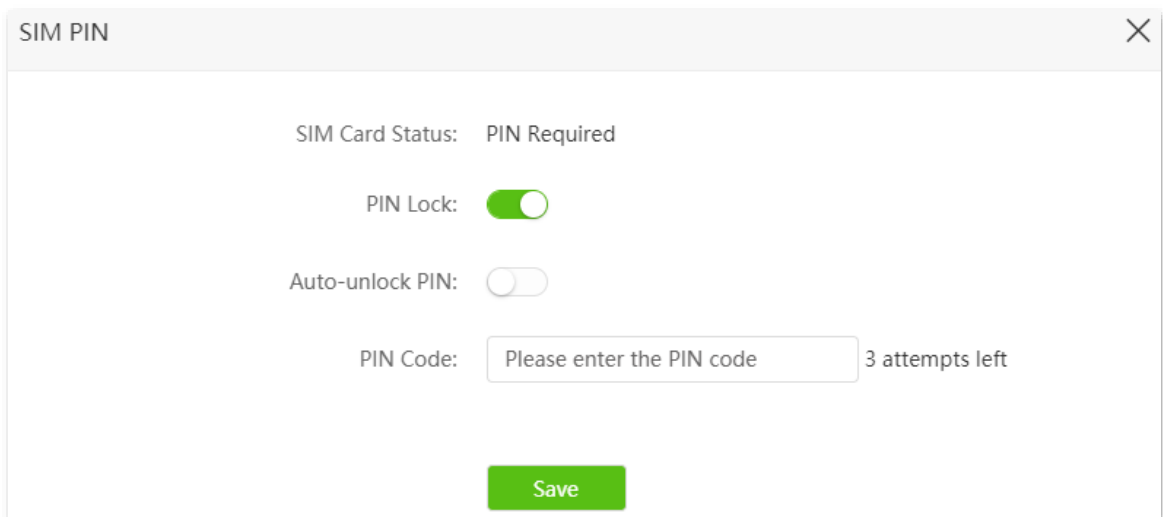 SIM PIN
SIM Card Status: PIN Required
PIN Lock:
Auto-unlock PIN:
PIN Code: Please enter the PIN code 3 attempts left
Save